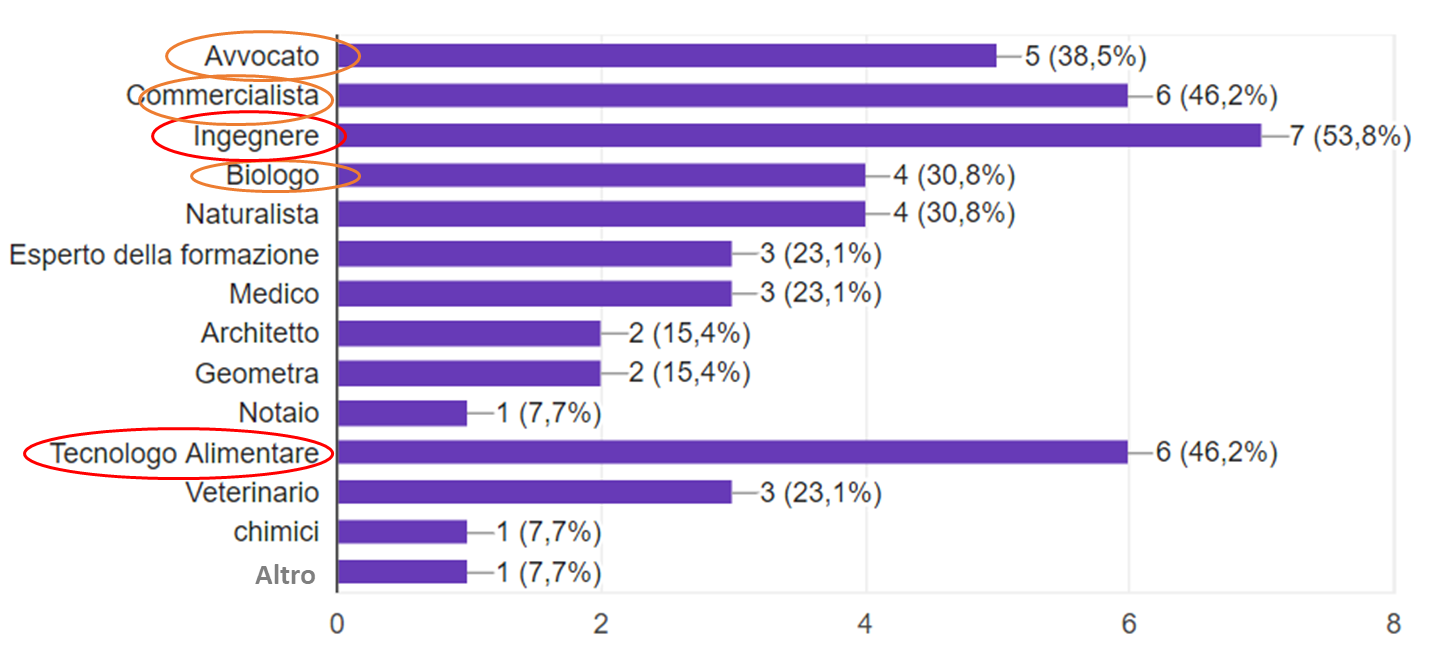 Avvocato 5 (38,5%)
Commercialista 6 (46,2%)
Ingegnere 7 (53,8%)
Biologo 4 (30,8%)
Naturalista 4 (30,8%)
Esperto della formazione 3 (23,1%)
Medico 3 (23,1%)
Architetto 2 (15,4%)
Geometra 2 (15,4%)
Notaio 1 (7,7%)
Tecnologo Alimentare 6 (46,2%)
Veterinario 3 (23,1%)
chimici 1 (7,7%)
Altro 1 (7,7%)
0 2 4 6 8